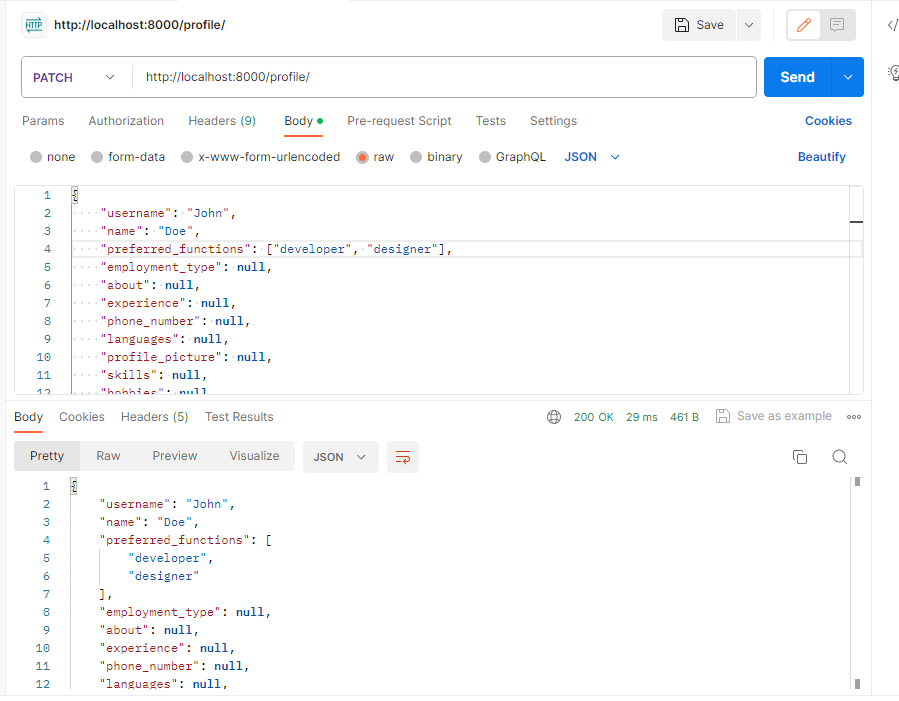 HTTP http://localhost:8000/profile/ Save </>
PATCH http://localhost:8000/profile/ Send
Params Authorization Headers (9) Body Pre-request Script Tests Settings Cookies
none form-data x-www-form-urlencoded raw binary GraphQL JSON Beautify
1 {
2 "username": "John",
3 "name": "Doe",
4 "preferred_functions": ["developer", "designer"],
5 "employment_type": null,
6 "about": null,
7 "experience": null,
8 "phone_number": null,
9 "languages": null,
10 "profile_picture": null,
11 "skills": null,
12 "hobbies": null
Body Cookies Headers (5) Test Results 200 OK 29 ms 461 B Save as example
Pretty Raw Preview Visualize JSON
1 {
2 "username": "John",
3 "name": "Doe",
4 "preferred_functions": [
5 "developer",
6 "designer"
7 ],
8 "employment_type": null,
9 "about": null,
10 "experience": null,
11 "phone_number": null,
12 "languages": null,